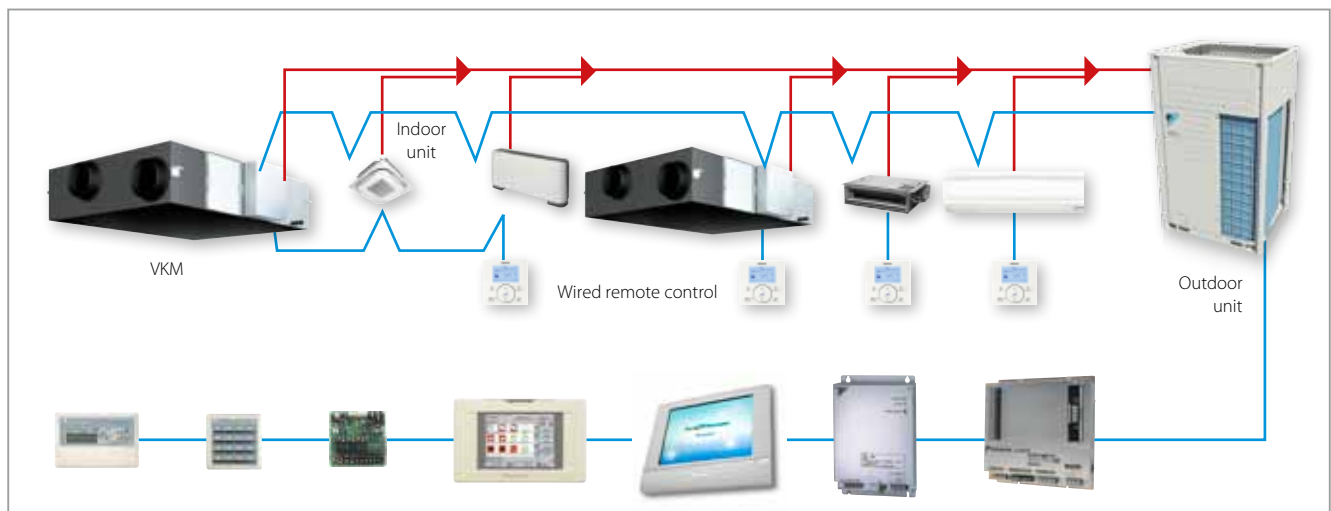 Indoor
unit
VKM
Wired remote control
Outdoor
unit